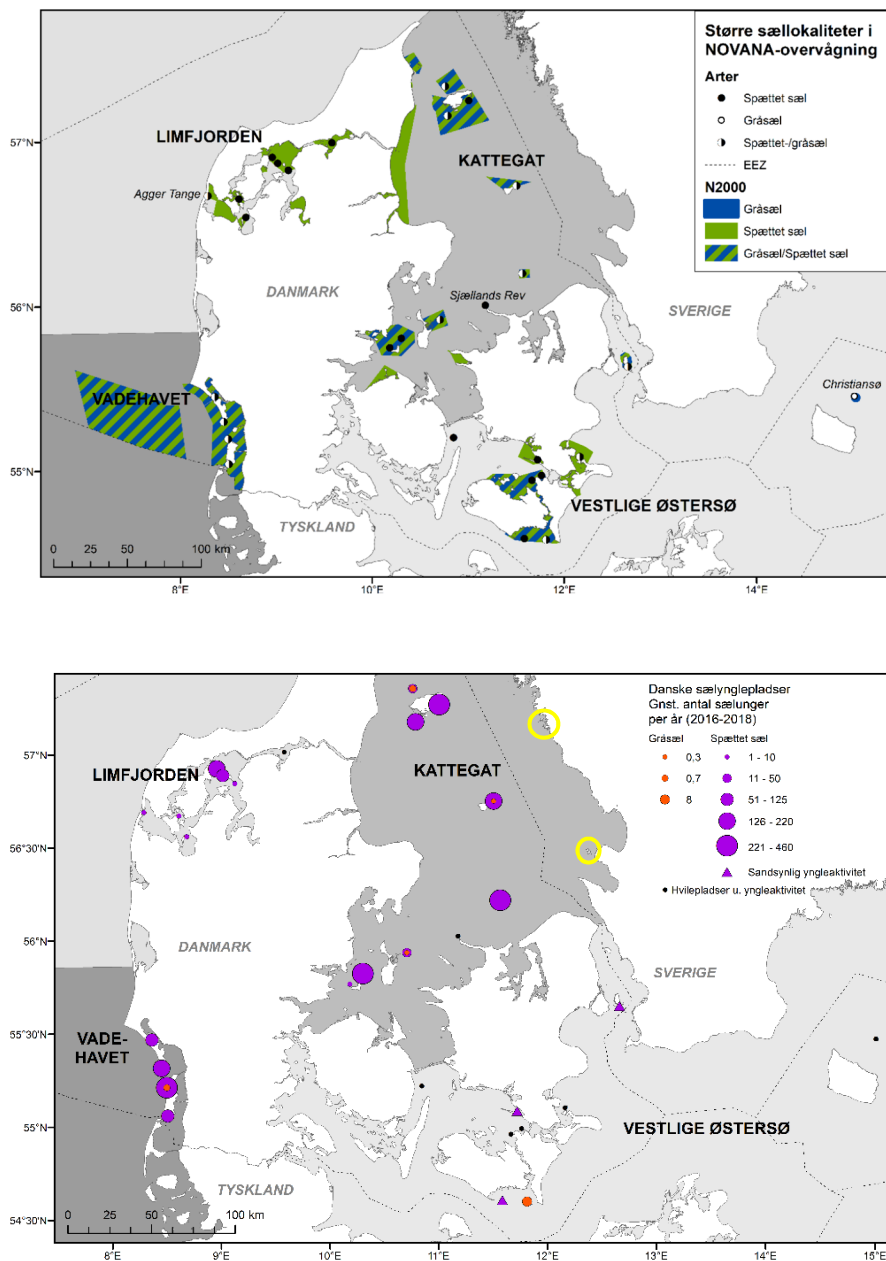 Større sællokaliteter i
NOVANA-overvågning
Arter
Spættet sæl
Gråsæl
Spættet-/gråsæl
EEZ
N2000
Gråsæl
Spættet sæl
Gråsæl/Spættet sæl
57°N
LIMFJORDEN
KATTEGAT
Agger Tange
56°N
DANMARK
Sjællands Rev
SVERIGE
VADEHAVET
Christiansø
55°N
VESTLIGE ØSTERSØ
TYSKLAND
0 25 50 100 km
8°E 10°E 12°E 14°E
Danske sælynglepladser
Gnst. antal sælunger
per år (2016-2018)
Gråsæl Spættet sæl
0,3 1 - 10
0,7 11 - 50
8 51 - 125
126 - 220
221 - 460
Sandsynlig yngleaktivitet
Hvilepladser u. yngleaktivitet
57°N
LIMFJORDEN
KATTEGAT
56°30'N
56°N
DANMARK
SVERIGE
55°30'N
VADE-
HAVET
55°N
VESTLIGE ØSTERSØ
TYSKLAND
54°30'N
0 25 50 100 km
8°E 9°E 10°E 11°E 12°E 13°E 14°E 15°E